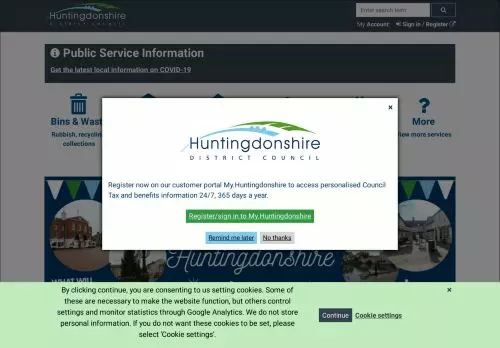 Huntingdonshire
DISTRICT COUNCIL
Enter search term
My Account: Sign in / Register
Public Service Information
Get the latest local information on COVID-19
Bins & Wast
Rubbish, recyclin
collections
More
iew more services
×
Huntingdonshire
DISTRICT COUNCIL
Register now on our customer portal My.Huntingdonshire to access personalised Council
Tax and benefits information 24/7, 365 days a year.
Register/sign in to My.Huntingdonshire
Remind me later No thanks
Huntingdonshire
WHAT WILL
By clicking continue, you are consenting to us setting cookies. Some of
these are necessary to make the website function, but others control
settings and monitor statistics through Google Analytics. We do not store
personal information. If you do not want these cookies to be set, please
select 'Cookie settings'.
Continue Cookie settings
×